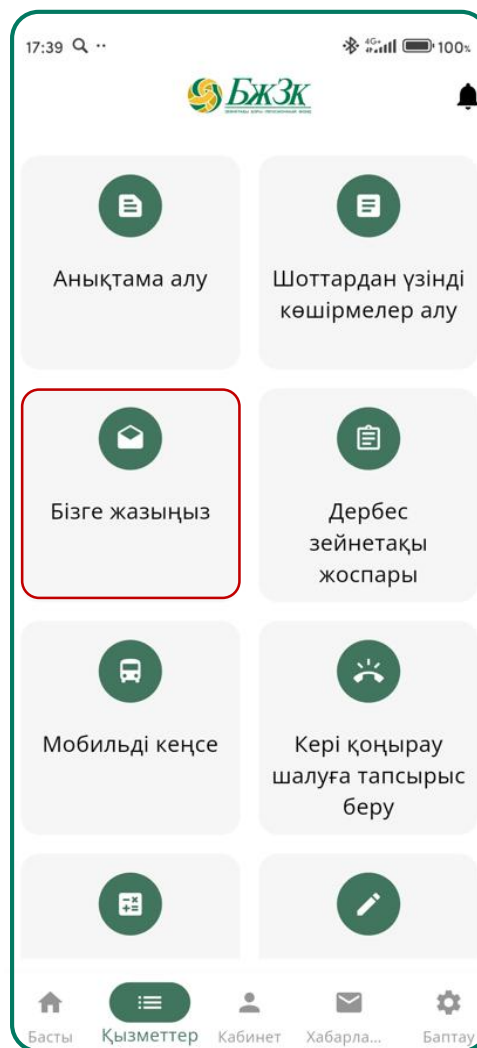 17:39
4G+
100%
БжЗк
Анықтама алу
Шоттардан үзінді
көшірмелер алу
Бізге жазыңыз
Дербес
зейнетақы
жоспары
Мобильді кеңсе
Кері қоңырау
шалуға тапсырыс
беру
Басты
Қызметтер
Кабинет
Хабарла...
Баптау